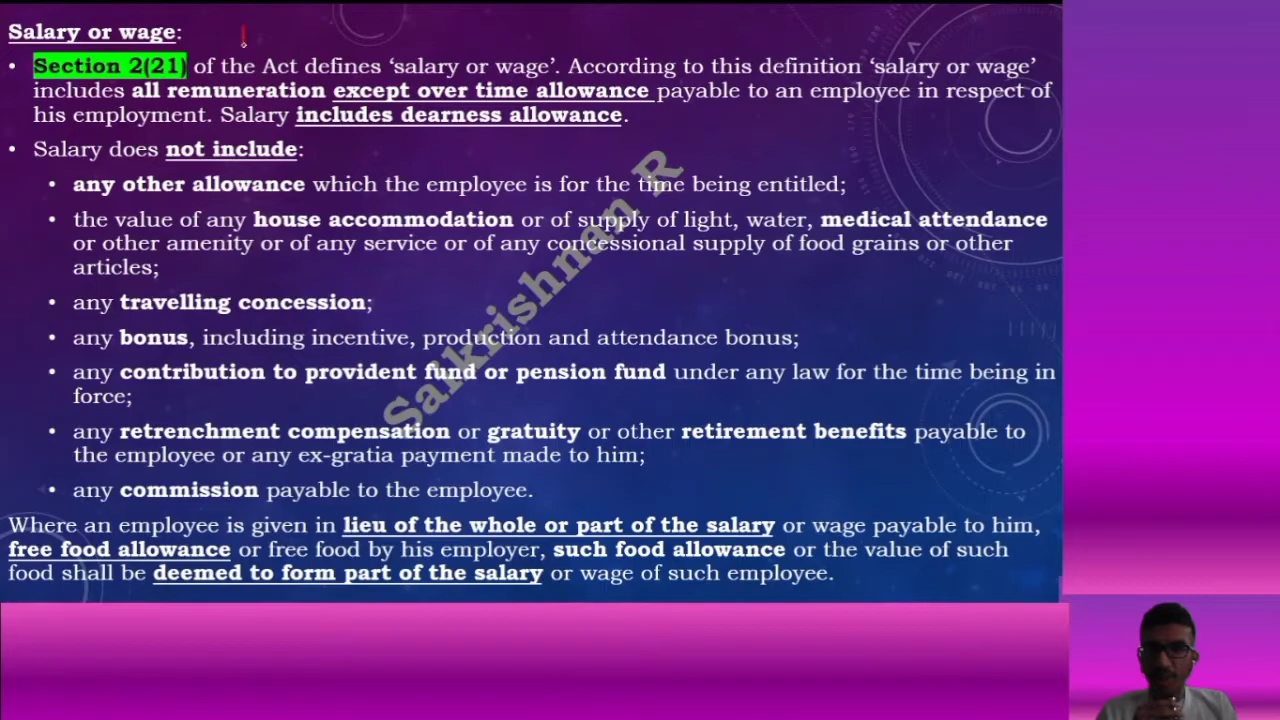 Salary or wage:
• Section 2(21) of the Act defines ‘salary or wage’. According to this definition ‘salary or wage’
includes all remuneration except over time allowance payable to an employee in respect of
his employment. Salary includes dearness allowance.
• Salary does not include:
• any other allowance which the employee is for the time being entitled;
• the value of any house accommodation or of supply of light, water, medical attendance
or other amenity or of any service or of any concessional supply of food grains or other
articles;
• any travelling concession;
• any bonus, including incentive, production and attendance bonus;
• any contribution to provident fund or pension fund under any law for the time being in
force;
• any retrenchment compensation or gratuity or other retirement benefits payable to
the employee or any ex-gratia payment made to him;
• any commission payable to the employee.
Where an employee is given in lieu of the whole or part of the salary or wage payable to him,
free food allowance or free food by his employer, such food allowance or the value of such
food shall be deemed to form part of the salary or wage of such employee.
Saikrishnan R